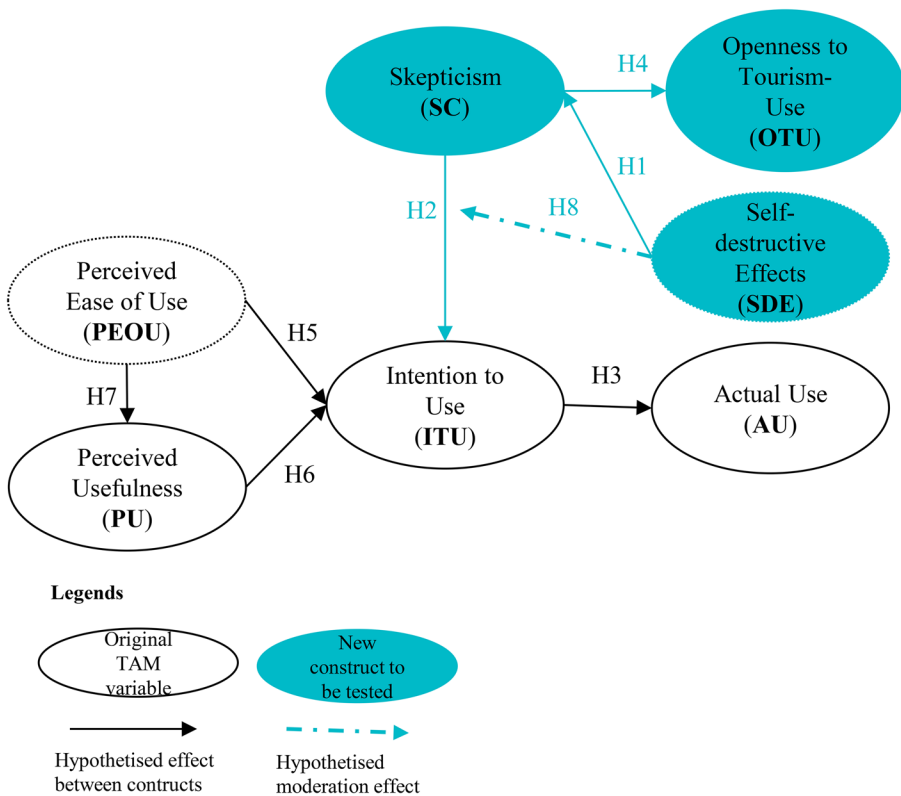 Skepticism
(SC)
H4
Openness to
Tourism-
Use
(OTU)
H1
H2
H8
Self-
destructive
Effects
(SDE)
Perceived
Ease of Use
(PEOU)
H5
H7
Intention to
Use
(ITU)
H3
Actual Use
(AU)
Perceived
Usefulness
(PU)
H6
Legends
Original
TAM
variable
New
construct to
be tested
Hypothetised effect
between contructs
Hypothetised
moderation effect